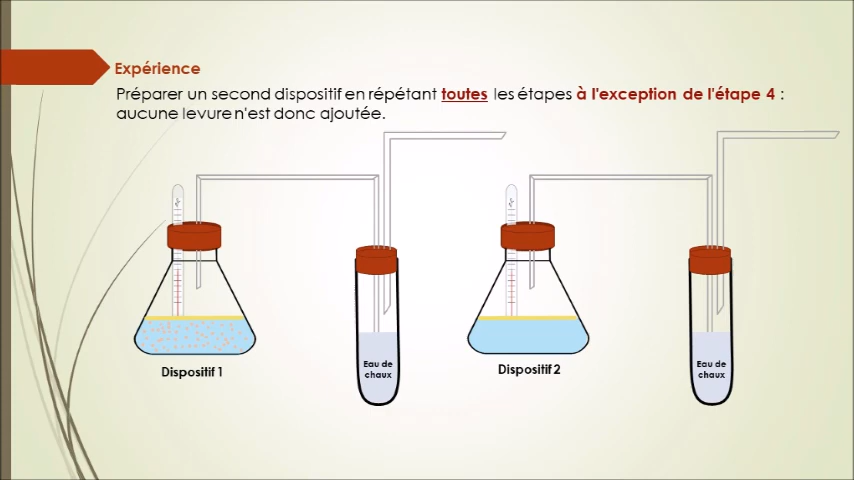 Expérience
Préparer un second dispositif en répétant toutes les étapes à l'exception de l'étape 4 :
aucune levure n'est donc ajoutée.
Eau de
chaux
Dispositif 1
Eau de
chaux
Dispositif 2